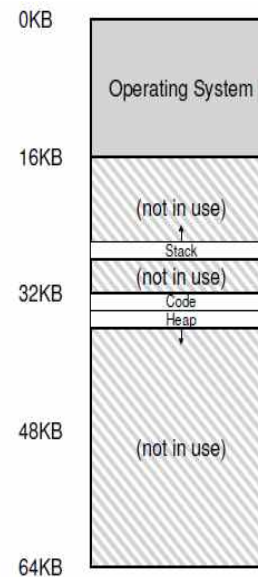 0KB
Operating System
16KB
(not in use)
Stack
(not in use)
32KB
Code
Heap
48KB
(not in use)
64KB